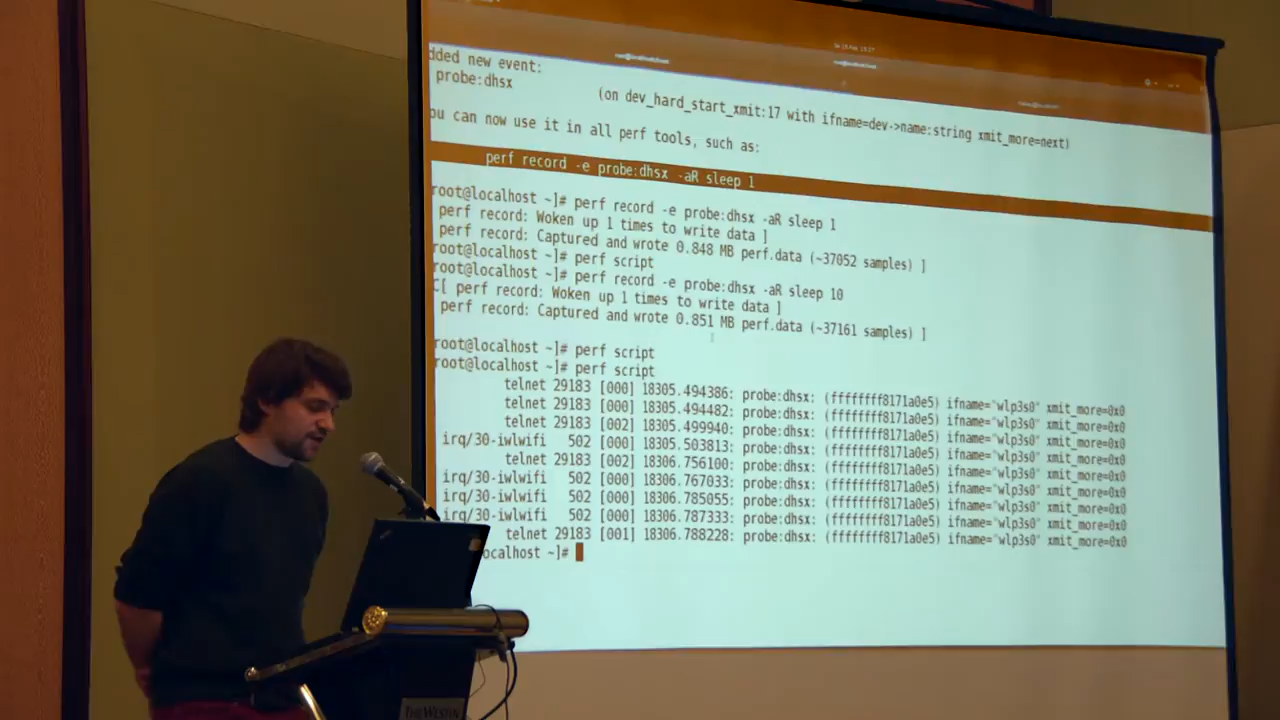 dded new event:
probe:dhsx (on dev_hard_start_xmit:17 with ifname=dev->name:string xmit_more=next)
ou can now use it in all perf tools, such as:
perf record -e probe:dhsx -aR sleep 1
root@localhost ~]# perf record -e probe:dhsx -aR sleep 1
perf record: Woken up 1 times to write data ]
perf record: Captured and wrote 0.848 MB perf.data (~37052 samples) ]
root@localhost ~]# perf script
root@localhost ~]# perf record -e probe:dhsx -aR sleep 10
C[ perf record: Woken up 1 times to write data ]
perf record: Captured and wrote 0.851 MB perf.data (~37161 samples) ]
root@localhost ~]# perf script
root@localhost ~]# perf script
telnet 29183 [000] 18305.494386: probe:dhsx: (ffffffff8171a0e5) ifname="wlp3s0" xmit_more=0x0
telnet 29183 [000] 18305.494482: probe:dhsx: (ffffffff8171a0e5) ifname="wlp3s0" xmit_more=0x0
telnet 29183 [002] 18305.499940: probe:dhsx: (ffffffff8171a0e5) ifname="wlp3s0" xmit_more=0x0
irq/30-iwlwifi 502 [000] 18305.503813: probe:dhsx: (ffffffff8171a0e5) ifname="wlp3s0" xmit_more=0x0
telnet 29183 [002] 18306.756100: probe:dhsx: (ffffffff8171a0e5) ifname="wlp3s0" xmit_more=0x0
irq/30-iwlwifi 502 [000] 18306.767033: probe:dhsx: (ffffffff8171a0e5) ifname="wlp3s0" xmit_more=0x0
irq/30-iwlwifi 502 [000] 18306.785055: probe:dhsx: (ffffffff8171a0e5) ifname="wlp3s0" xmit_more=0x0
irq/30-iwlwifi 502 [000] 18306.787333: probe:dhsx: (ffffffff8171a0e5) ifname="wlp3s0" xmit_more=0x0
telnet 29183 [001] 18306.788228: probe:dhsx: (ffffffff8171a0e5) ifname="wlp3s0" xmit_more=0x0
ocalhost ~]#
THE WESTIN